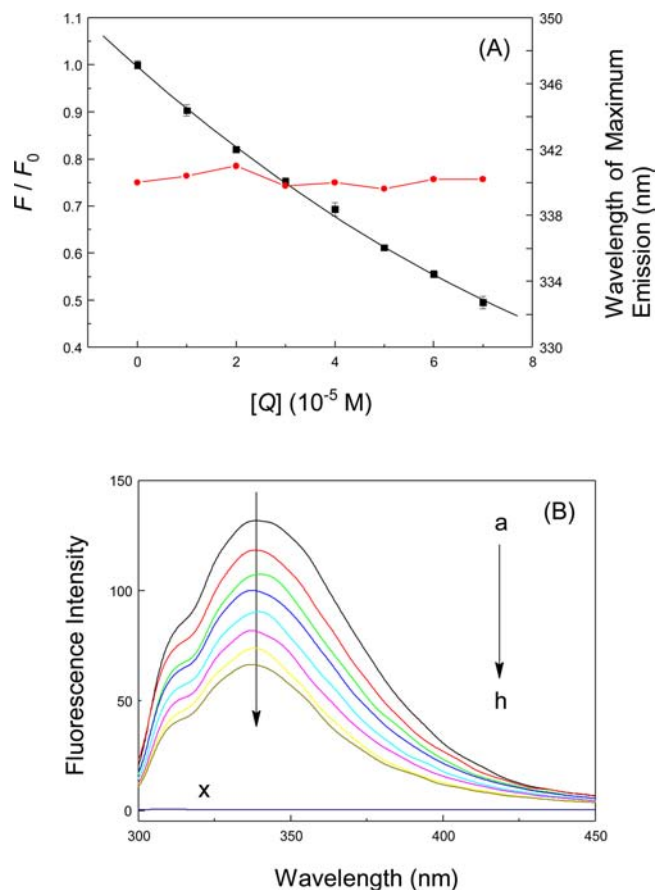 (A)
F / F0
1.1
1.0
0.9
0.8
0.7
0.6
0.5
0.4
350
346
342
338
334
330
Wavelength of Maximum
Emission (nm)
0 2 4 6 8
[Q] (10-5 M)
(B)
Fluorescence Intensity
150
100
50
0
a
h
x
300 350 400 450
Wavelength (nm)